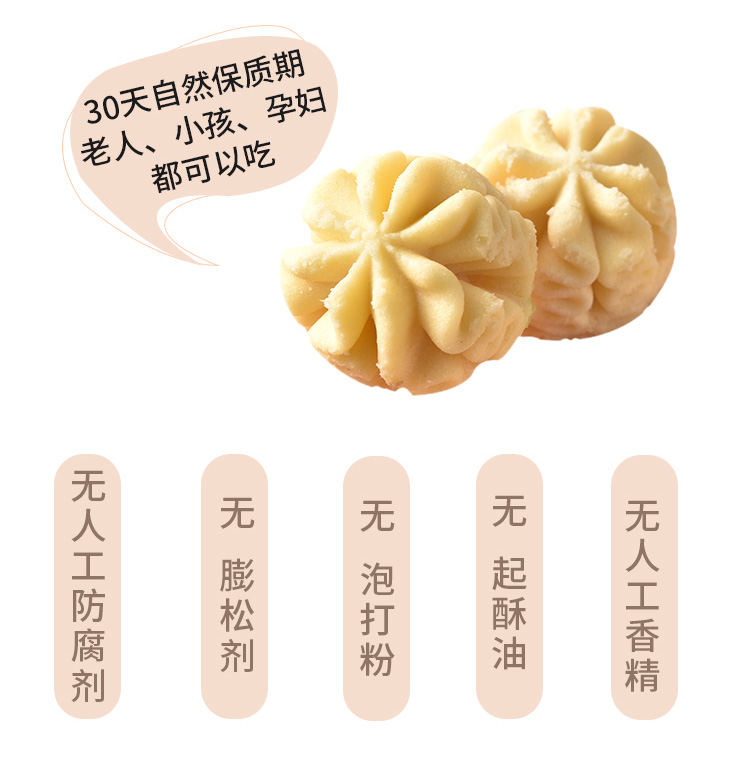 30天自然保质期
老人、小孩、孕妇
都可以吃
无人工防腐剂
无 膨松剂
无 泡打粉
无 起酥油
无人工香精